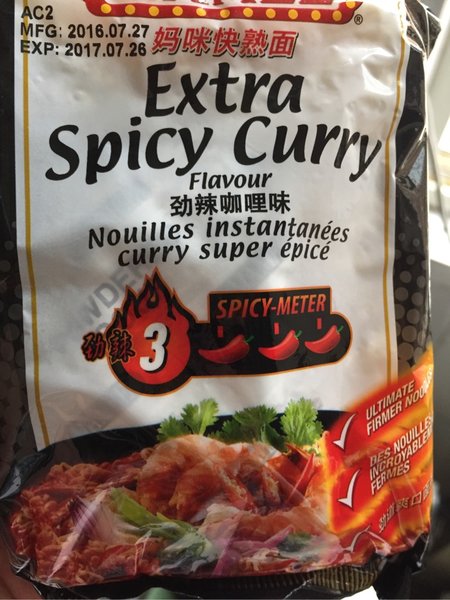 AC2
MFG: 2016.07.27
EXP: 2017.07.26
®
妈咪快熟面
Extra
Spicy Curry
Flavour
劲辣咖哩味
Nouilles instantanées
curry super épicé
SPICY-METER
劲辣 3
ULTIMATE
FIRMER NOODLES
DES NOUILLES
INCROYABLEMENT
FERMES